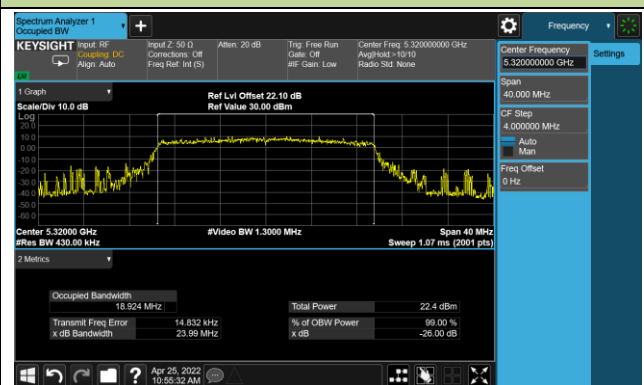 Spectrum Analyzer 1
Occupied BW
Frequency
KEYSIGHT
Input: RF
Coupling: DC
Align: Auto
Input Z: 50 Ω
Corrections: Off
Freq Ref: Int (S)
Atten: 20 dB
Trig: Free Run
Gate: Off
#IF Gain: Low
Center Freq: 5.320000000 GHz
Avg|Hold:>10/10
Radio Std: None
Center Frequency
5.320000000 GHz
Settings
Span
40.000 MHz
CF Step
4.000000 MHz
Auto
Man
Freq Offset
0 Hz
1 Graph
Scale/Div 10.0 dB
Ref Lvl Offset 22.10 dB
Ref Value 30.00 dBm
Log
20.0
10.0
0.00
-10.0
-20.0
-30.0
-40.0
-50.0
-60.0
Center 5.32000 GHz
#Res BW 430.00 kHz
#Video BW 1.3000 MHz
Span 40 MHz
Sweep 1.07 ms (2001 pts)
2 Metrics
Occupied Bandwidth
18.924 MHz
Total Power
22.4 dBm
Transmit Freq Error
14.832 kHz
% of OBW Power
99.00 %
x dB Bandwidth
23.99 MHz
x dB
-26.00 dB
Apr 25, 2022
10:55:32 AM